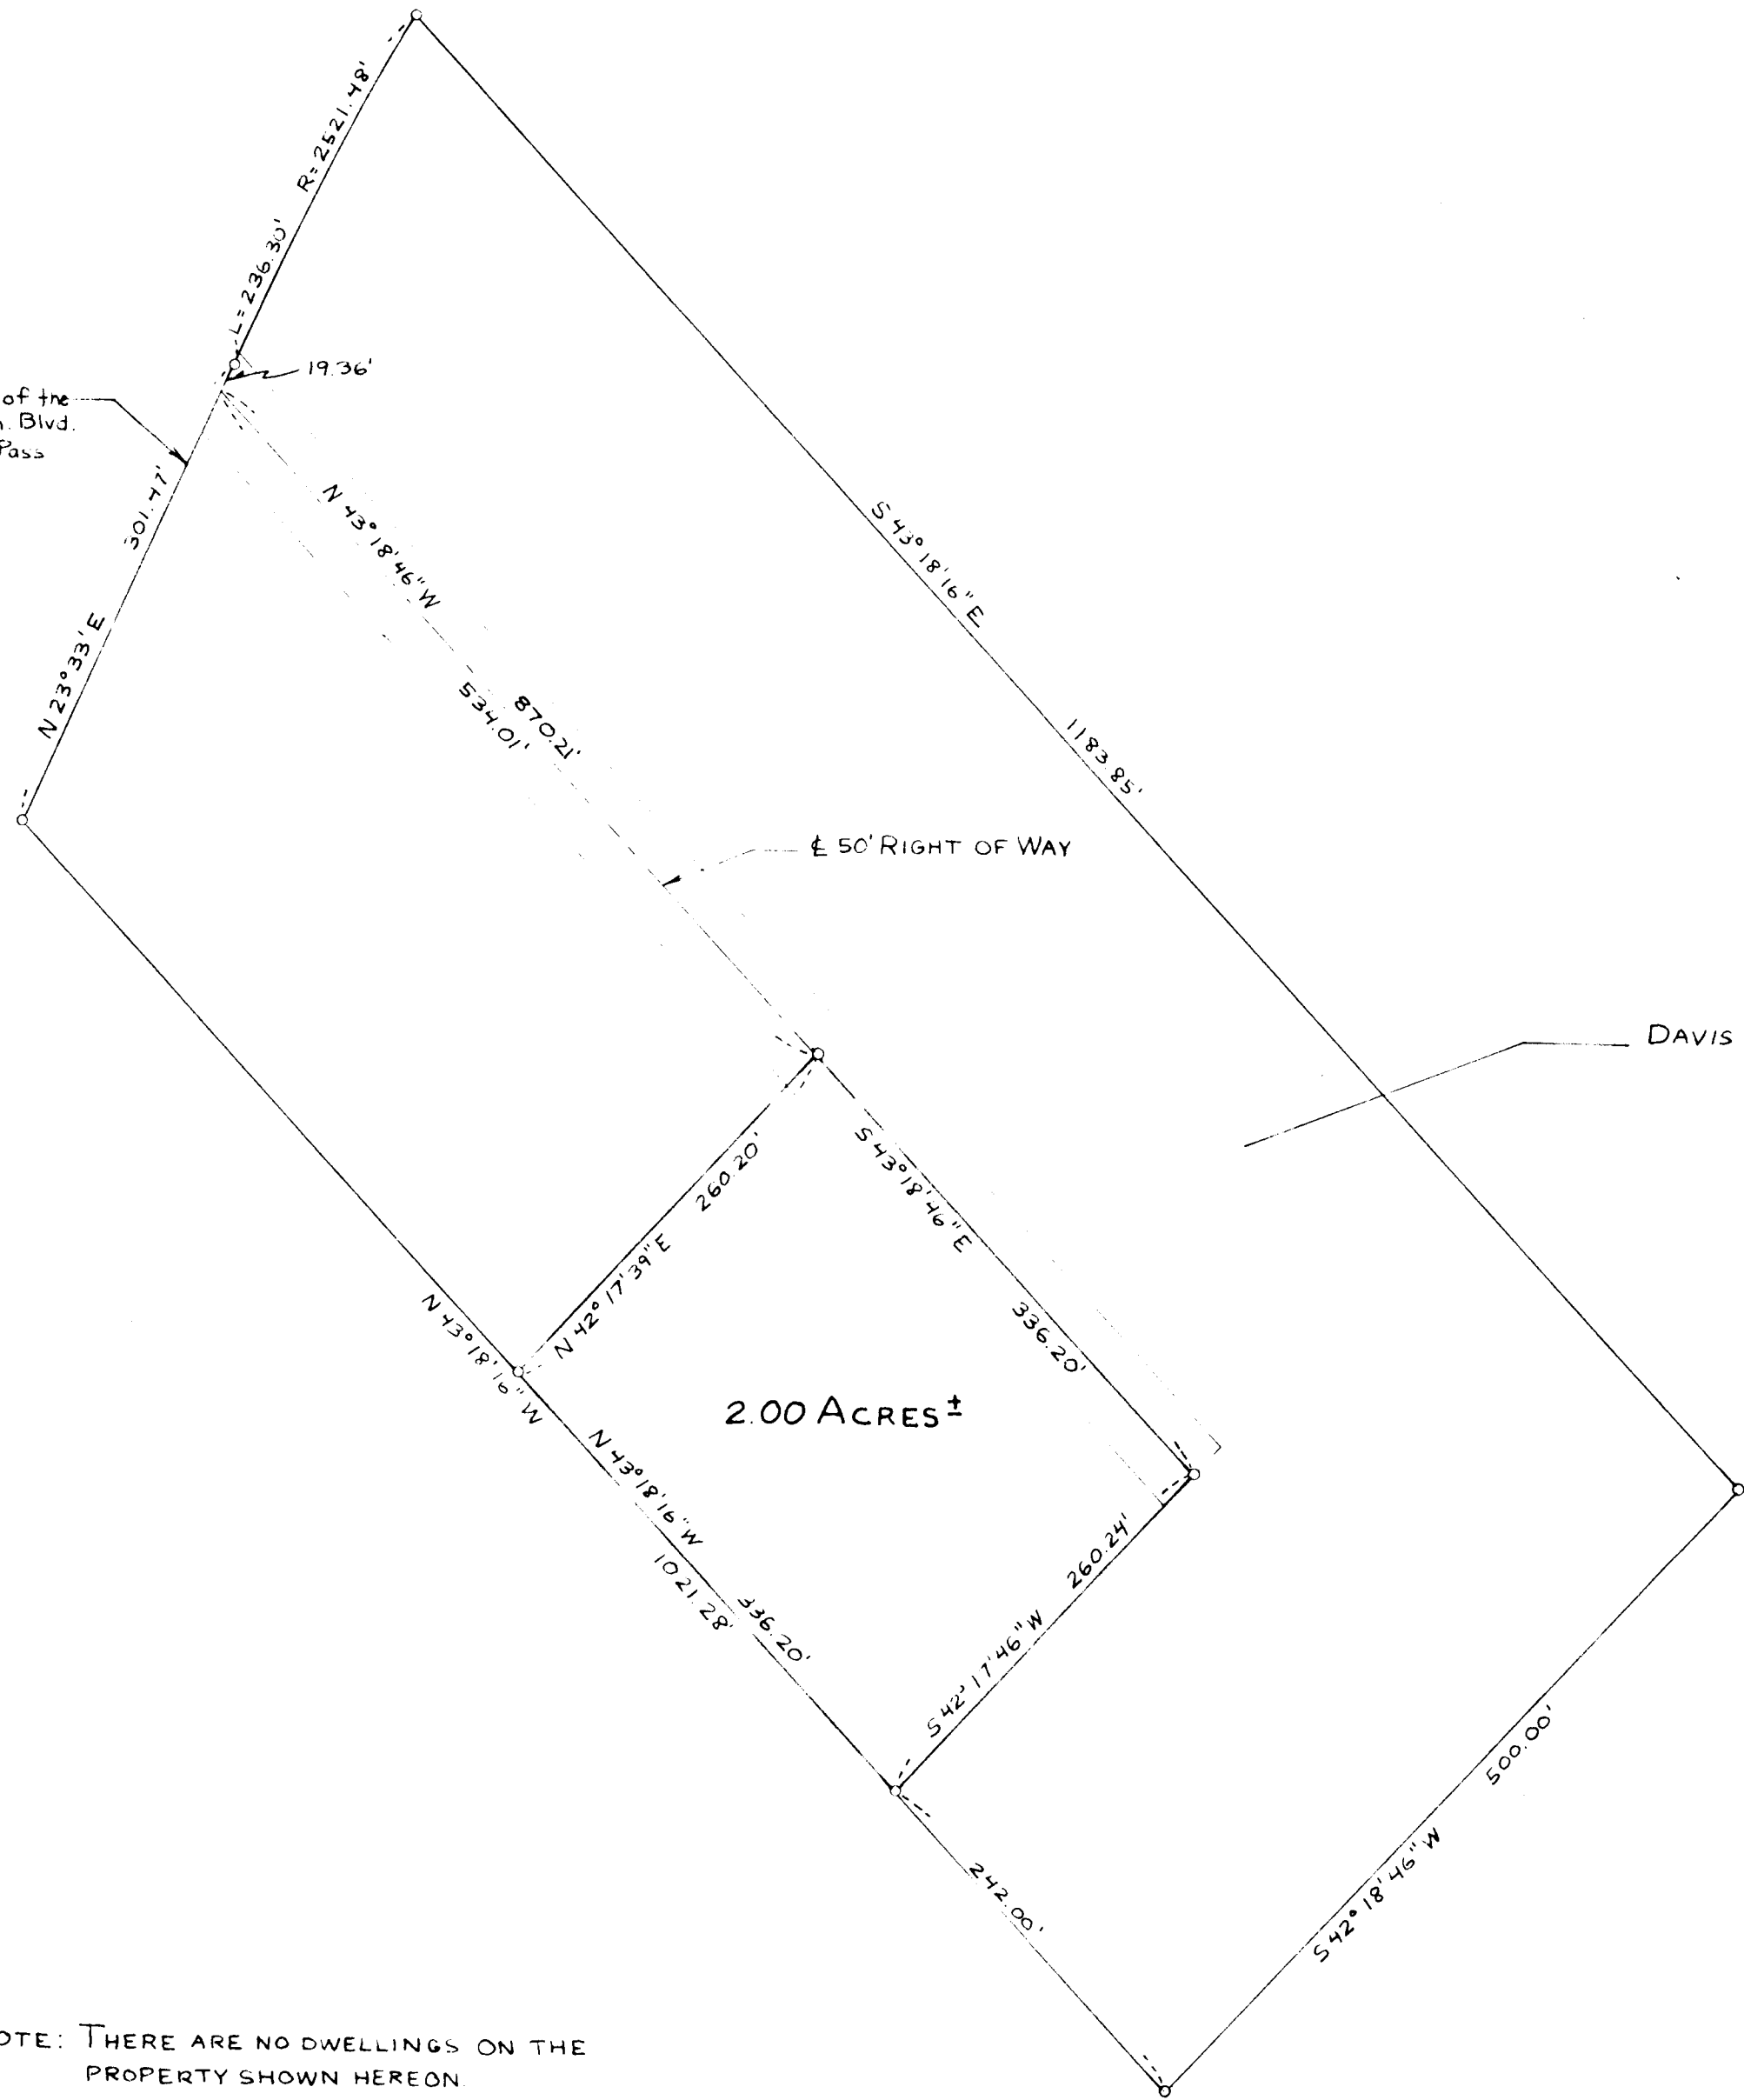 R=2521.48'
L=236.30'
19.36'
of the
Blvd.
Pass
301.47'
N 23°33'E
N 43°18'46"W
870.21'
534.01'
S 43°18'16"E
1183.85'
℄ 50' RIGHT OF WAY
DAVIS
260.20'
N 42°17'39"E
S 43°18'46"E
336.20'
N 43°18'16"W
2.00 ACRES±
N 43°18'16"W
1021.28'
336.20'
260.24'
S 42°17'46"W
242.00'
500.00'
S 42°18'46"W
OTE: THERE ARE NO DWELLINGS ON THE
PROPERTY SHOWN HEREON.